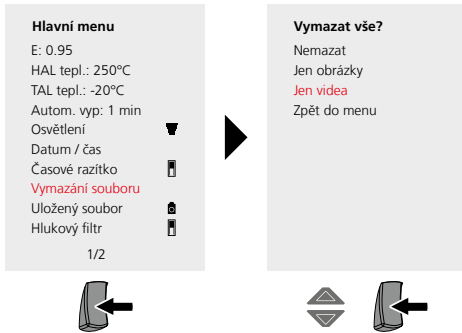 Hlavní menu
E: 0.95
HAL tepl.: 250°C
TAL tepl.: -20°C
Autom. vyp: 1 min
Osvětlení
Datum / čas
Časové razítko
Vymazání souboru
Uložený soubor
Hlukový filtr
1/2
Vymazat vše?
Nemazat
Jen obrázky
Jen videa
Zpět do menu